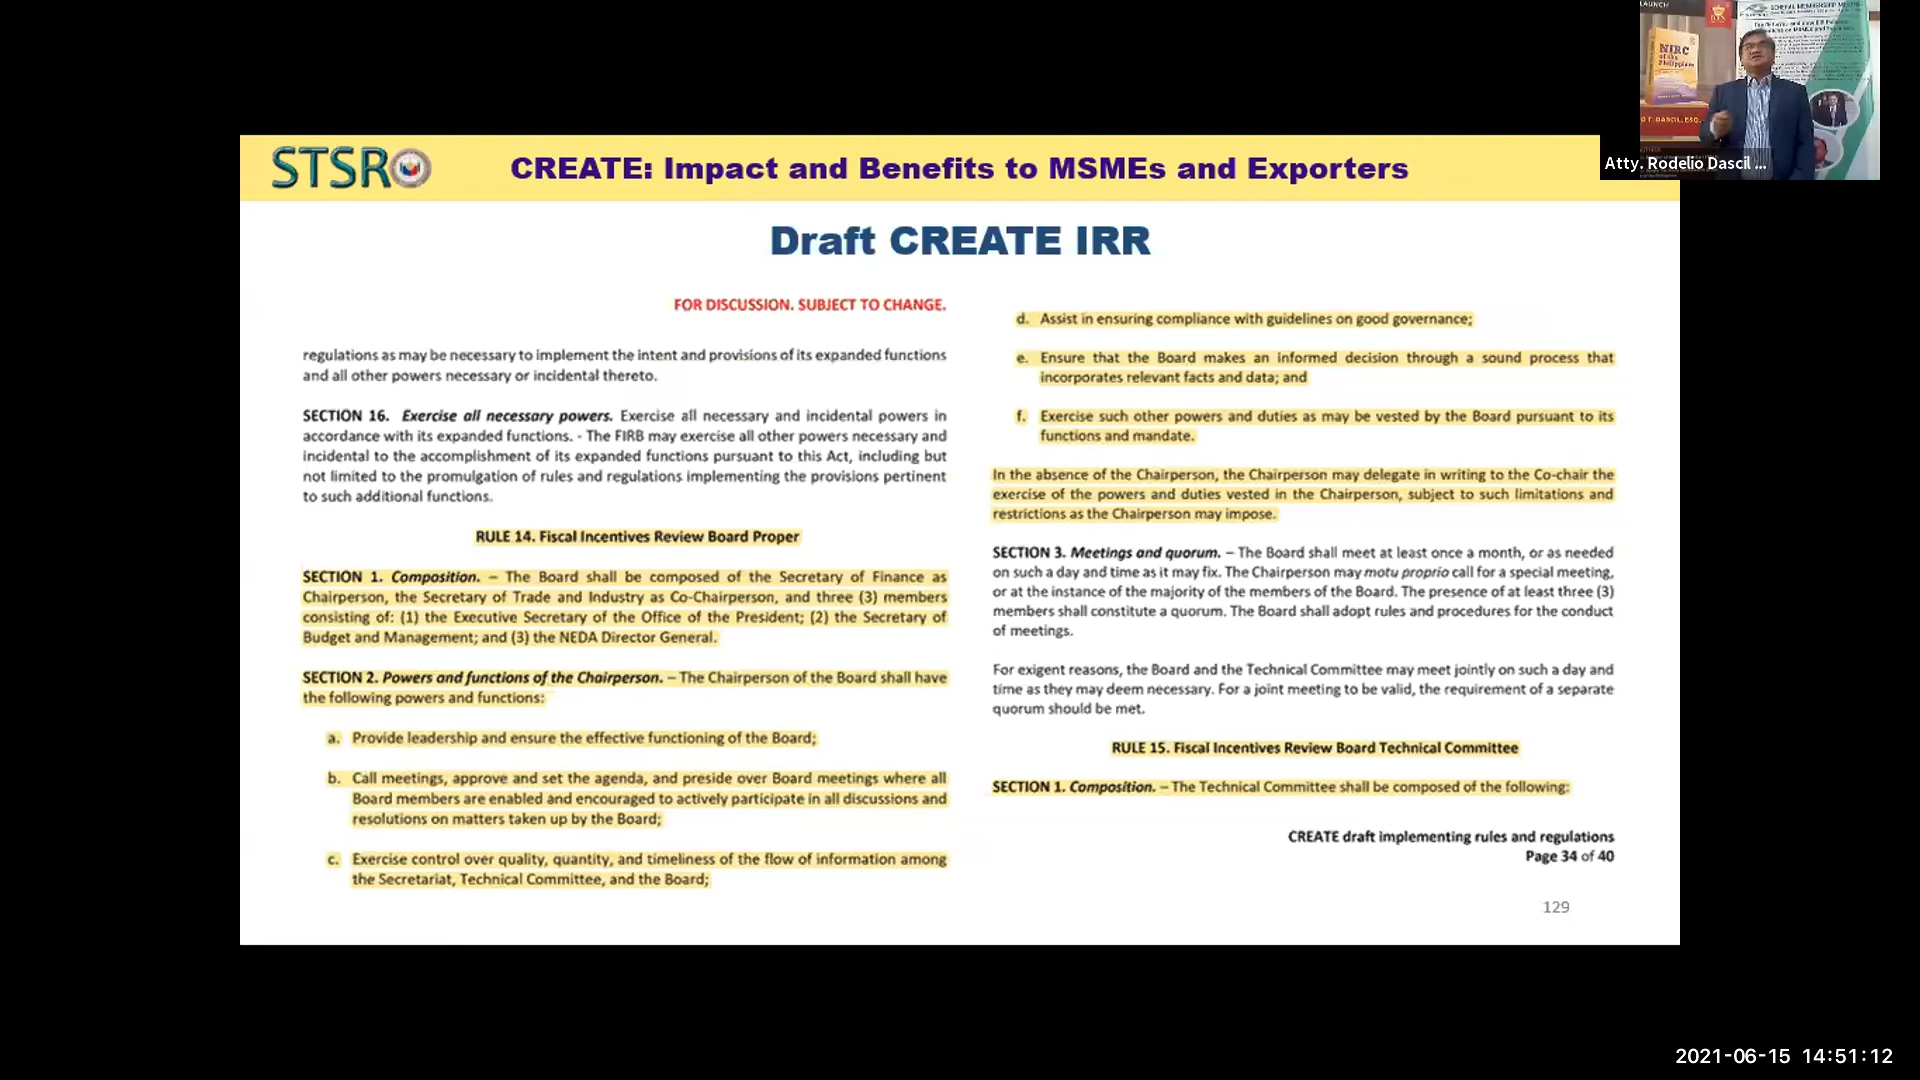 STSRO
CREATE: Impact and Benefits to MSMEs and Exporters
Draft CREATE IRR
FOR DISCUSSION. SUBJECT TO CHANGE.
regulations as may be necessary to implement the intent and provisions of its expanded functions
and all other powers necessary or incidental thereto.
SECTION 16. Exercise all necessary powers. Exercise all necessary and incidental powers in
accordance with its expanded functions. - The FIRB may exercise all other powers necessary and
incidental to the accomplishment of its expanded functions pursuant to this Act, including but
not limited to the promulgation of rules and regulations implementing the provisions pertinent
to such additional functions.
RULE 14. Fiscal Incentives Review Board Proper
SECTION 1. Composition. – The Board shall be composed of the Secretary of Finance as
Chairperson, the Secretary of Trade and Industry as Co-Chairperson, and three (3) members
consisting of: (1) the Executive Secretary of the Office of the President; (2) the Secretary of
Budget and Management; and (3) the NEDA Director General.
SECTION 2. Powers and functions of the Chairperson. – The Chairperson of the Board shall have
the following powers and functions:
a. Provide leadership and ensure the effective functioning of the Board;
b. Call meetings, approve and set the agenda, and preside over Board meetings where all
Board members are enabled and encouraged to actively participate in all discussions and
resolutions on matters taken up by the Board;
c. Exercise control over quality, quantity, and timeliness of the flow of information among
the Secretariat, Technical Committee, and the Board;
d. Assist in ensuring compliance with guidelines on good governance;
e. Ensure that the Board makes an informed decision through a sound process that
incorporates relevant facts and data; and
f. Exercise such other powers and duties as may be vested by the Board pursuant to its
functions and mandate.
In the absence of the Chairperson, the Chairperson may delegate in writing to the Co-chair the
exercise of the powers and duties vested in the Chairperson, subject to such limitations and
restrictions as the Chairperson may impose.
SECTION 3. Meetings and quorum. – The Board shall meet at least once a month, or as needed
on such a day and time as it may fix. The Chairperson may motu proprio call for a special meeting,
or at the instance of the majority of the members of the Board. The presence of at least three (3)
members shall constitute a quorum. The Board shall adopt rules and procedures for the conduct
of meetings.
For exigent reasons, the Board and the Technical Committee may meet jointly on such a day and
time as they may deem necessary. For a joint meeting to be valid, the requirement of a separate
quorum should be met.
RULE 15. Fiscal Incentives Review Board Technical Committee
SECTION 1. Composition. – The Technical Committee shall be composed of the following:
CREATE draft implementing rules and regulations
Page 34 of 40
129
LAUNCH
GENERAL MEMBERSHIP
NIRC
of the
Philippines
T. DASCIL, ESQ.
Atty. Rodelio Dascil ...
2021-06-15 14:51:12